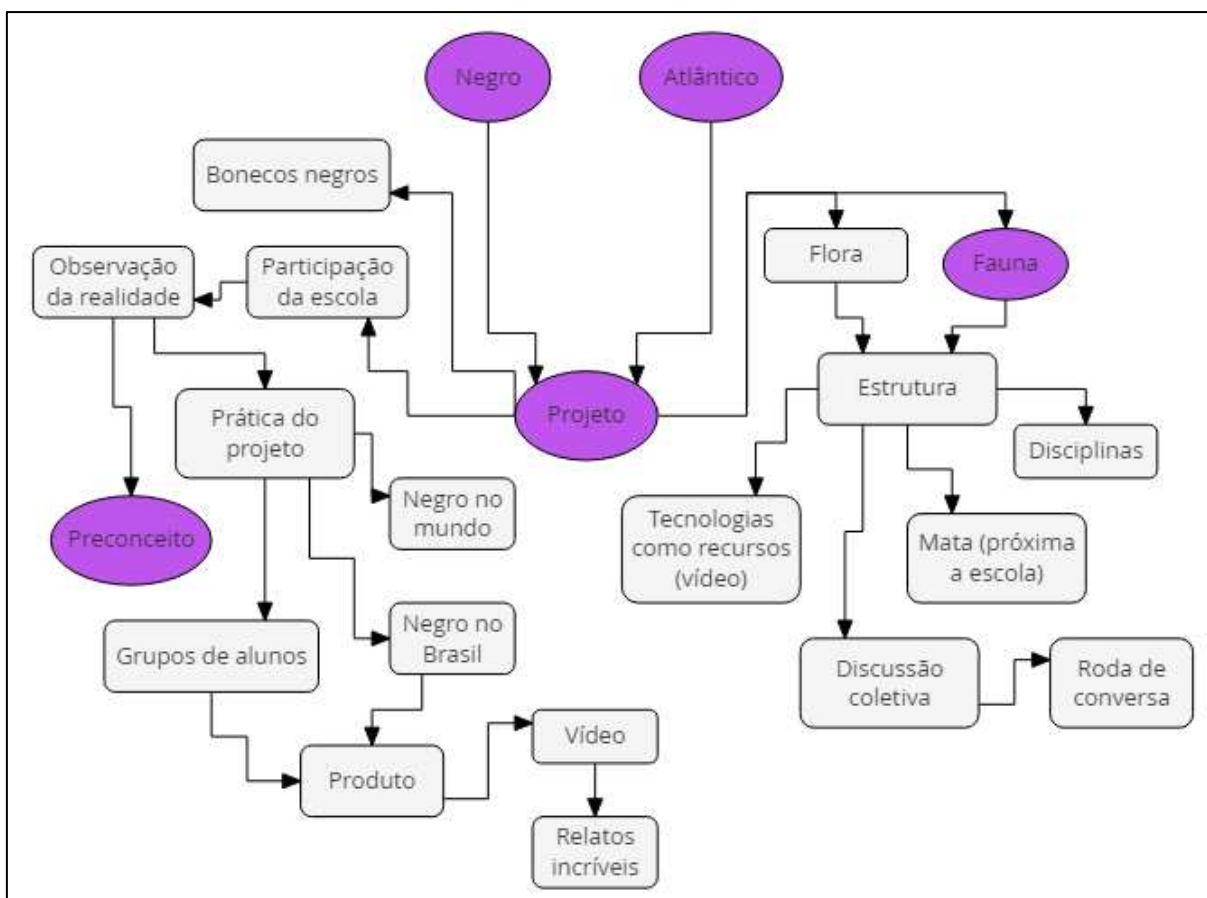 Negro
Atlântico
Bonecos negros
Observação
da realidade
Participação
da escola
Flora
Fauna
Projeto
Estrutura
Prática do
projeto
Disciplinas
Negro no
mundo
Preconceito
Tecnologias
como recursos
(vídeo)
Mata (próxima
a escola)
Grupos de alunos
Negro no
Brasil
Discussão
coletiva
Roda de
conversa
Vídeo
Produto
Relatos
incríveis